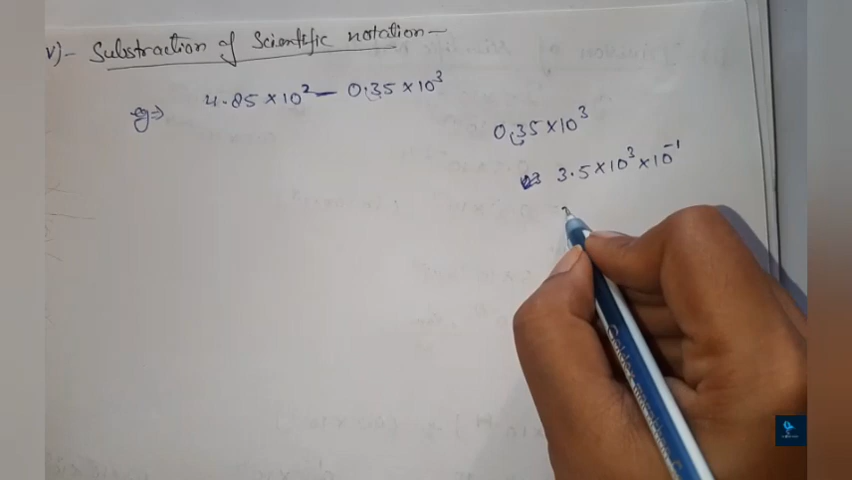 v)- Substraction of Scientific notation-
eg⇒ 4.85×10² - 0.35×10³
0.35×10³
3.5×10³×10⁻¹